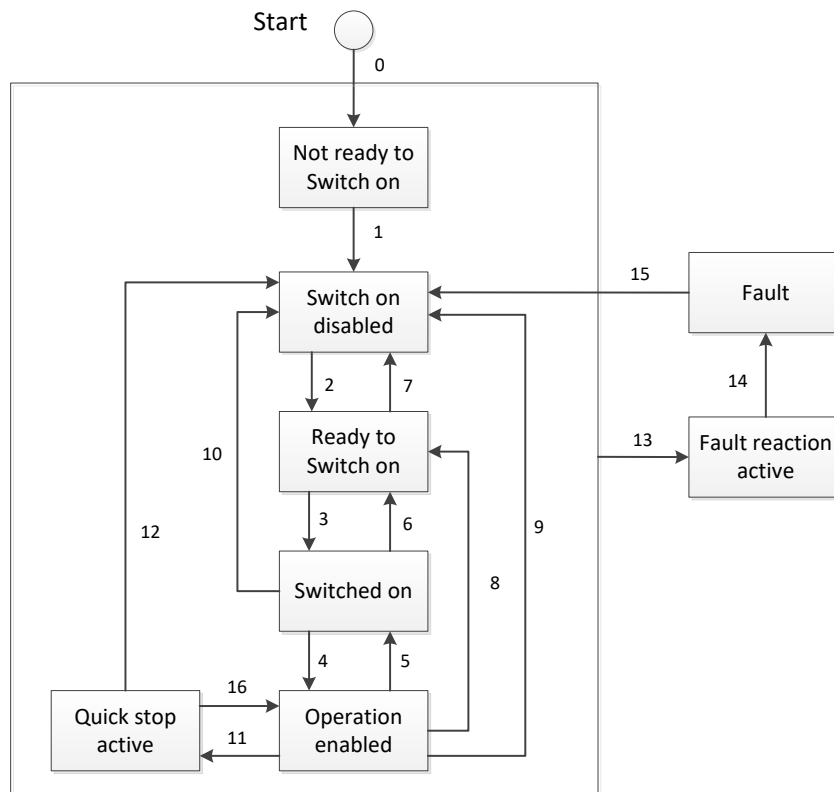 Start
0
Not ready to
Switch on
1
Switch on
disabled
15
Fault
2
7
14
10
Ready to
Switch on
13
Fault reaction
active
12
3
6
9
Switched on
8
4
5
Quick stop
active
16
11
Operation
enabled